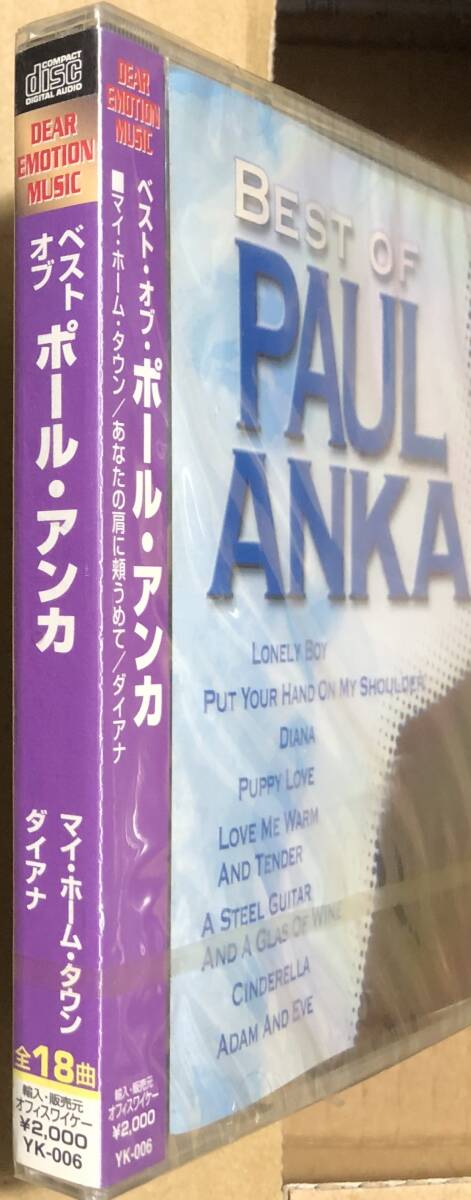 COMPACT
disc
DIGITAL AUDIO
DEAR
EMOTION
MUSIC
ベスト
オブ
ポール・アンカ
マイ・ホーム・タウン
ダイアナ
全18曲
輸入・販売元
オフィスワイケー
¥2,000
YK-006
DEAR
EMOTION
MUSIC
ベスト・オブ・ポール・アンカ
■マイ・ホーム・タウン/あなたの肩に頬うめて/ダイアナ
輸入・販売元
オフィスワイケー
¥2,000
YK-006
BEST OF
PAUL
ANKA
LONELY BOY
PUT YOUR HAND ON MY SHOULDER
DIANA
PUPPY LOVE
LOVE ME WARM
AND TENDER
A STEEL GUITAR
AND A GLAS OF WINE
CINDERELLA
ADAM AND EVE